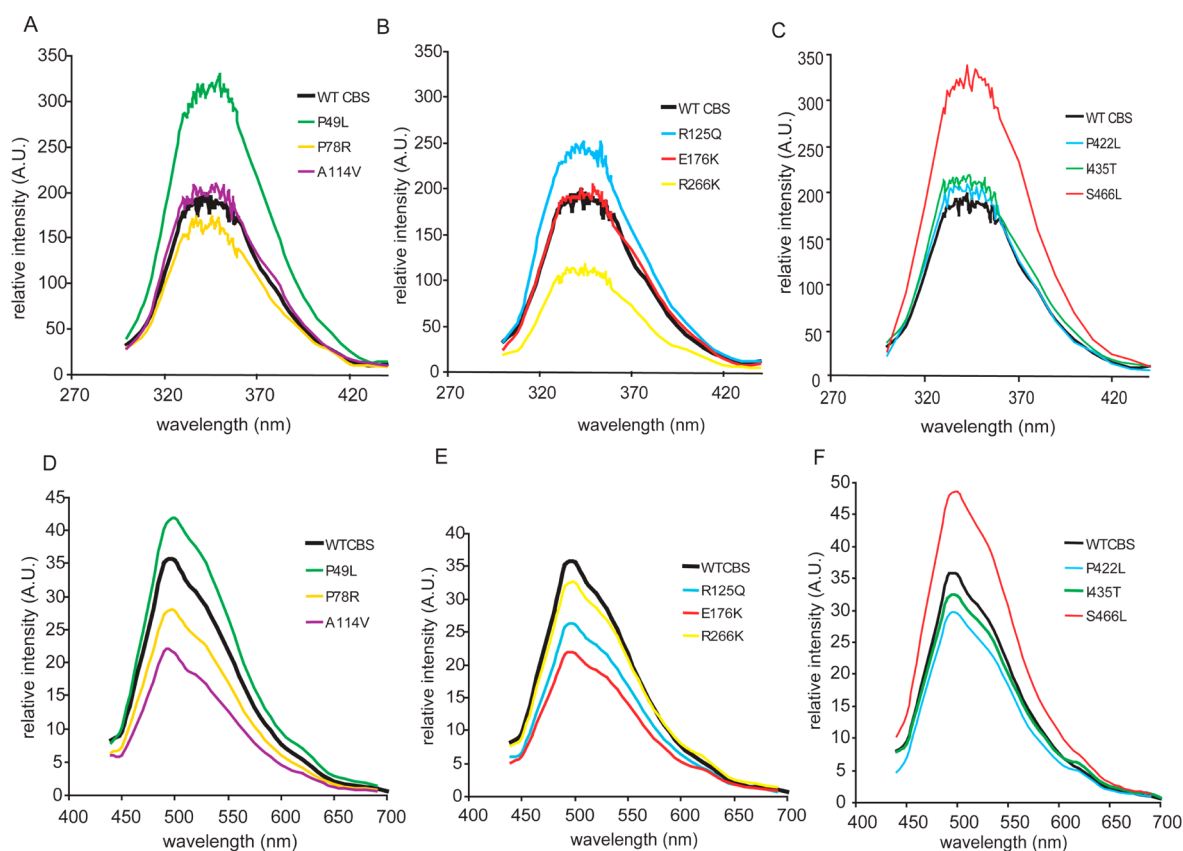 A
350
300
250
200
150
100
50
0
270
320
370
420
relative intensity (A.U.)
wavelength (nm)
WT CBS
P49L
P78R
A114V
B
350
300
250
200
150
100
50
0
270
320
370
420
relative intensity (A.U.)
wavelength (nm)
WT CBS
R125Q
E176K
R266K
C
350
300
250
200
150
100
50
0
270
320
370
420
relative intensity (A.U.)
wavelength (nm)
WT CBS
P422L
I435T
S466L
D
45
40
35
30
25
20
15
10
5
0
400
450
500
550
600
650
700
relative intensity (A.U.)
wavelength (nm)
WTCBS
P49L
P78R
A114V
E
40
35
30
25
20
15
10
5
0
400
450
500
550
600
650
700
relative intensity (A.U.)
wavelength (nm)
WTCBS
R125Q
E176K
R266K
F
50
45
40
35
30
25
20
15
10
5
0
400
450
500
550
600
650
700
relative intensity (A.U.)
wavelength (nm)
WTCBS
P422L
I435T
S466L